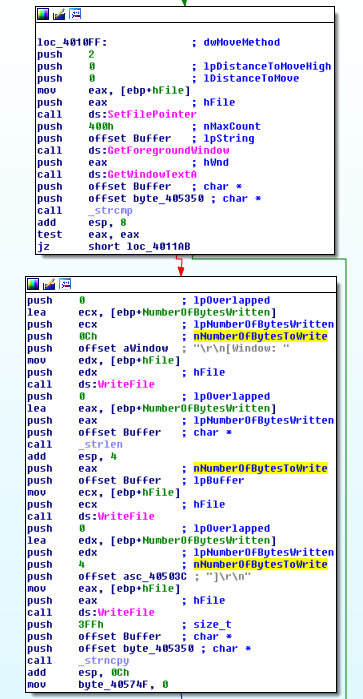 loc_4010FF: ; dwMoveMethod
push 2
push 0 ; lpDistanceToMoveHigh
push 0 ; lDistanceToMove
mov eax, [ebp+hFile]
push eax ; hFile
call ds:SetFilePointer
push 400h ; nMaxCount
push offset Buffer ; lpString
call ds:GetForegroundWindow
push eax ; hWnd
call ds:GetWindowTextA
push offset Buffer ; char *
push offset byte_405350 ; char *
call _strcmp
add esp, 8
test eax, eax
jz short loc_4011AB
push 0 ; lpOverlapped
lea ecx, [ebp+NumberOfBytesWritten]
push ecx ; lpNumberOfBytesWritten
push 0Ch ; nNumberOfBytesToWrite
push offset aWindow ; "\r\n[Window: "
mov edx, [ebp+hFile]
push edx ; hFile
call ds:WriteFile
push 0 ; lpOverlapped
lea eax, [ebp+NumberOfBytesWritten]
push eax ; lpNumberOfBytesWritten
push offset Buffer ; char *
call _strlen
add esp, 4
push eax ; nNumberOfBytesToWrite
push offset Buffer ; lpBuffer
mov ecx, [ebp+hFile]
push ecx ; hFile
call ds:WriteFile
push 0 ; lpOverlapped
lea edx, [ebp+NumberOfBytesWritten]
push edx ; lpNumberOfBytesWritten
push 4 ; nNumberOfBytesToWrite
push offset asc_40503C ; "]\r\n"
mov eax, [ebp+hFile]
push eax ; hFile
call ds:WriteFile
push 3FFh ; size_t
push offset Buffer ; char *
push offset byte_405350 ; char *
call _strncpy
add esp, 0Ch
mov byte_40574F, 0